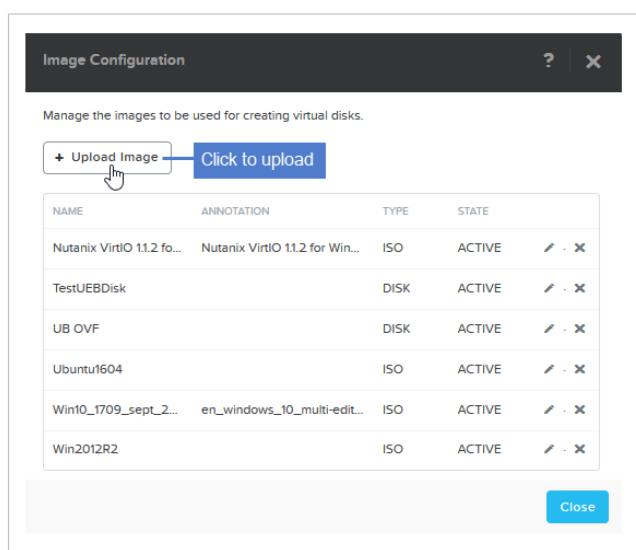 Image Configuration ?
Manage the images to be used for creating virtual disks.
+ Upload Image Click to upload
NAME ANNOTATION TYPE STATE
Nutanix VirtIO 1.1.2 fo... Nutanix VirtIO 1.1.2 for Win... ISO ACTIVE
TestUEBDisk DISK ACTIVE
UB OVF DISK ACTIVE
Ubuntu1604 ISO ACTIVE
Win10_1709_sept_2... en_windows_10_multi-edit... ISO ACTIVE
Win2012R2 ISO ACTIVE
Close